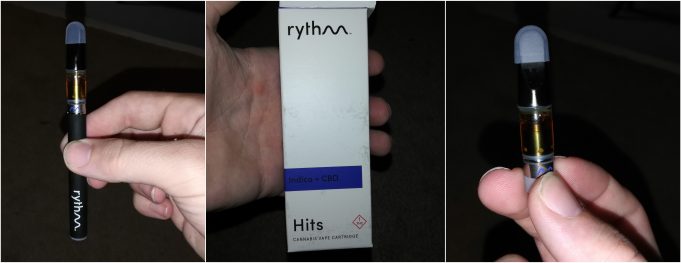 rythm
rythm
Indica + CBD
Hits
CANNABIS VAPE CARTRIDGE